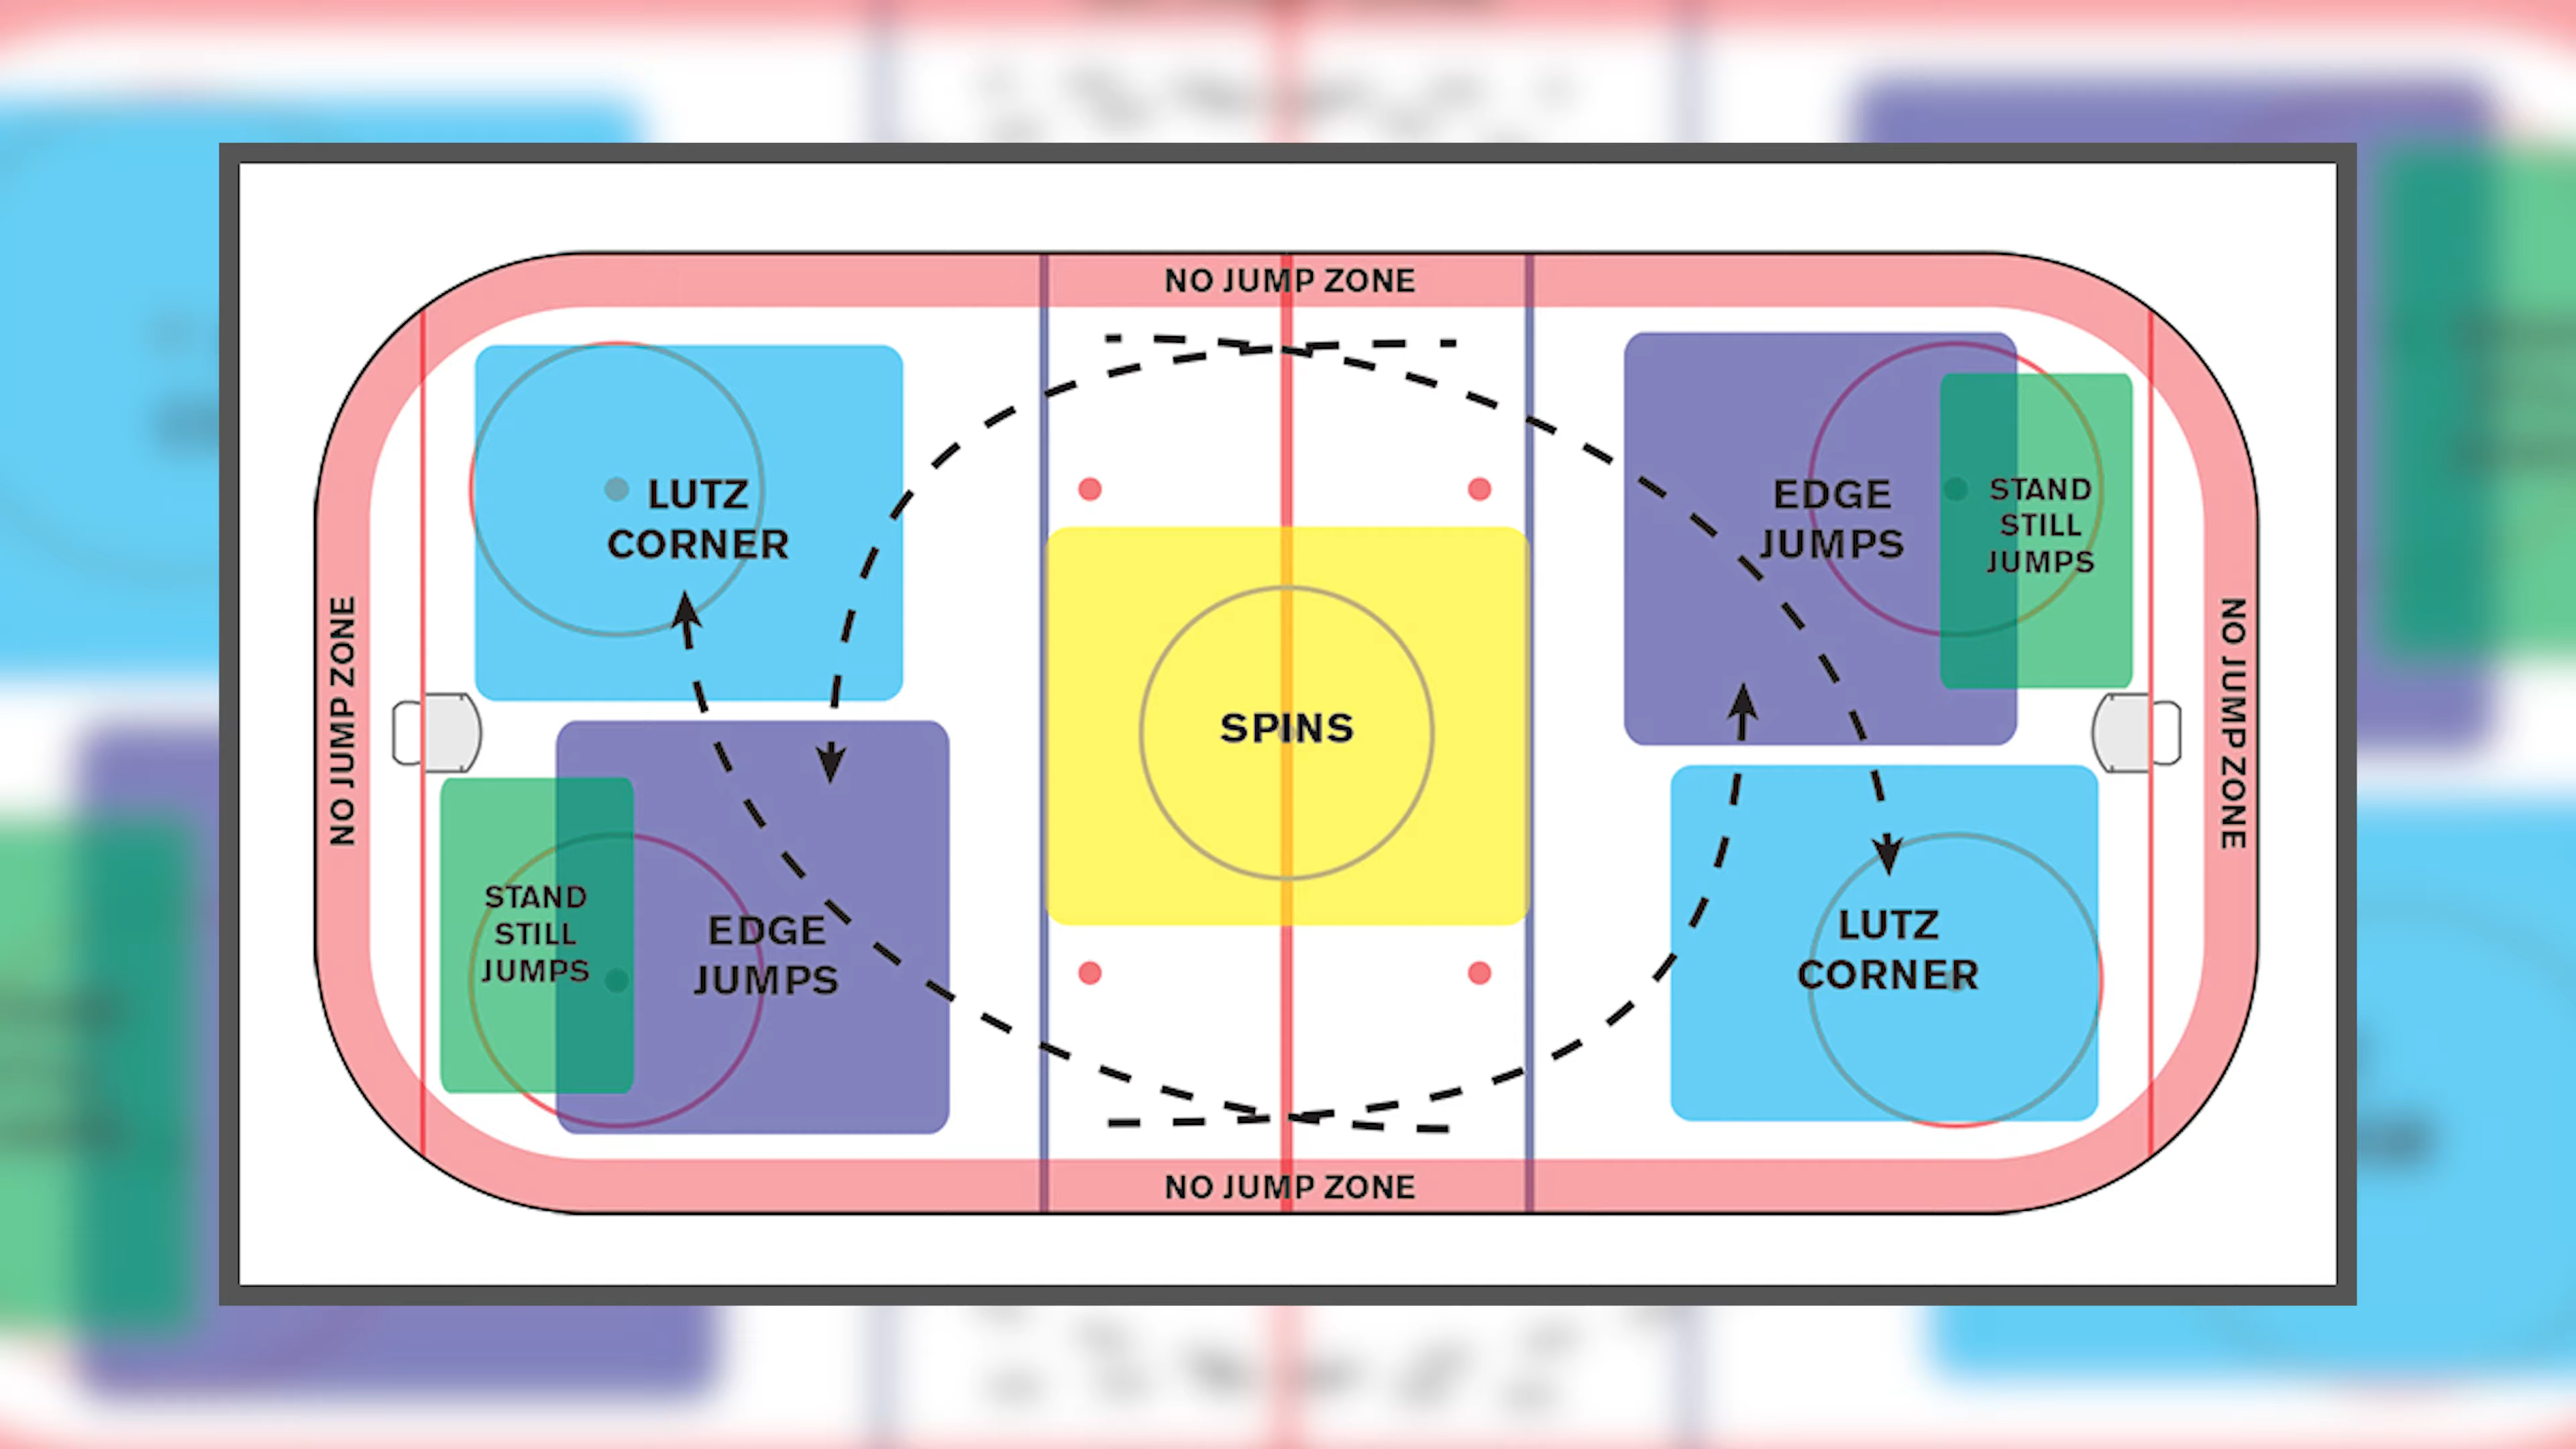 NO JUMP ZONE
LUTZ
CORNER
EDGE
JUMPS
STAND
STILL
JUMPS
NO JUMP ZONE
SPINS
NO JUMP ZONE
STAND
STILL
JUMPS
EDGE
JUMPS
LUTZ
CORNER
NO JUMP ZONE